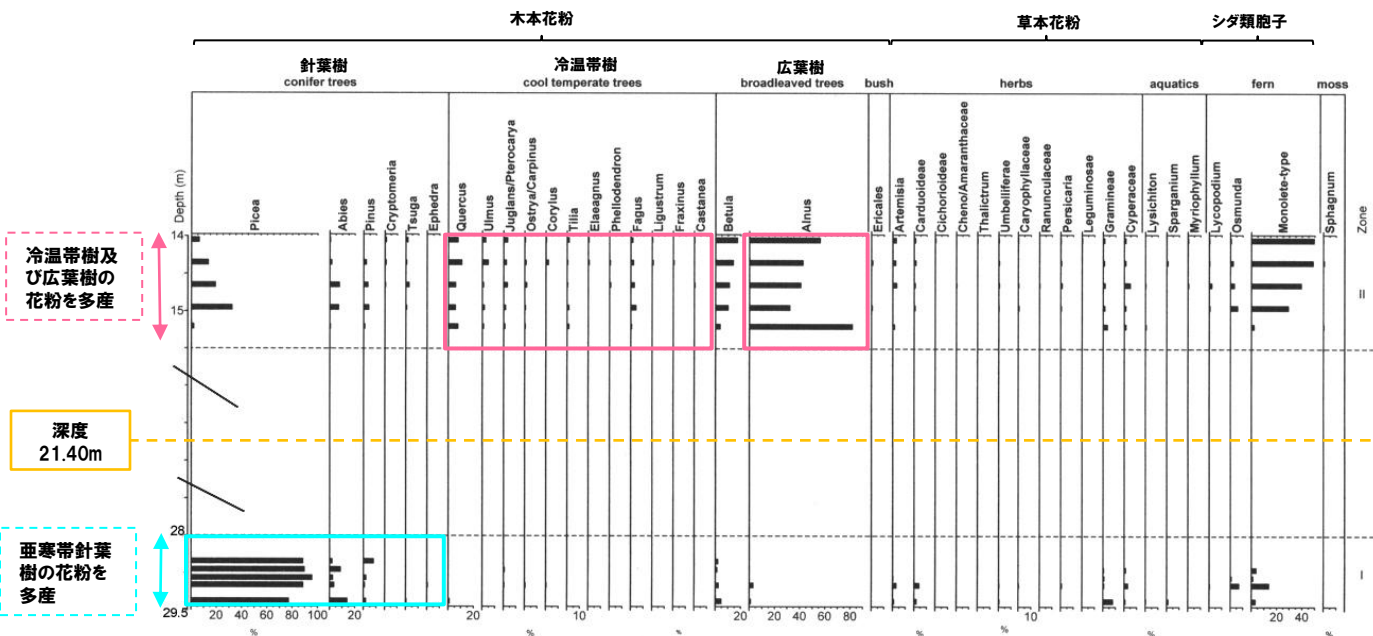 木本花粉
草本花粉
シダ類胞子
針葉樹
冷温帯樹
広葉樹
conifer trees
cool temperate trees
broadleaved trees
bush
herbs
aquatics
fern
moss
Depth (m)
Picea
Abies
Pinus
Cryptomeria
Tsuga
Ephedra
Quercus
Ulmus
Juglans/Pterocarya
Ostrya/Carpinus
Corylus
Tilia
Elaeagnus
Phellodendron
Fagus
Ligustrum
Fraxinus
Castanea
Betula
Alnus
Ericales
Artemisia
Carduoideae
Cichorioideae
Cheno/Amaranthaceae
Thalictrum
Umbelliferae
Caryophyllaceae
Ranunculaceae
Persicaria
Leguminosae
Gramineae
Cyperaceae
Lysichiton
Sparganium
Myriophyllum
Lycopodium
Osmunda
Monolete-type
Sphagnum
Zone
14
冷温帯樹及
び広葉樹の
花粉を多産
15
II
深度
21.40m
28
亜寒帯針葉
樹の花粉を
多産
I
29.5
20 40 60 80 100 20 20 10 20 20 40 60 80 10 20 40
% % % % % % % %